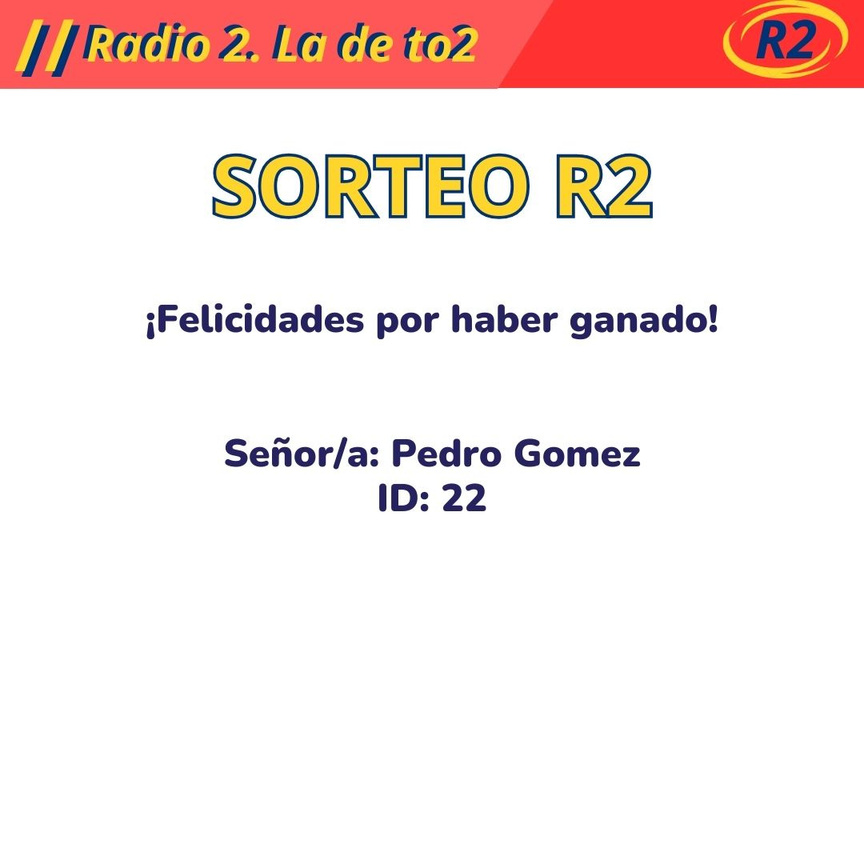 //Radio 2. La de to2
R2
SORTEO R2
¡Felicidades por haber ganado!
Señor/a: Pedro Gomez
ID: 22